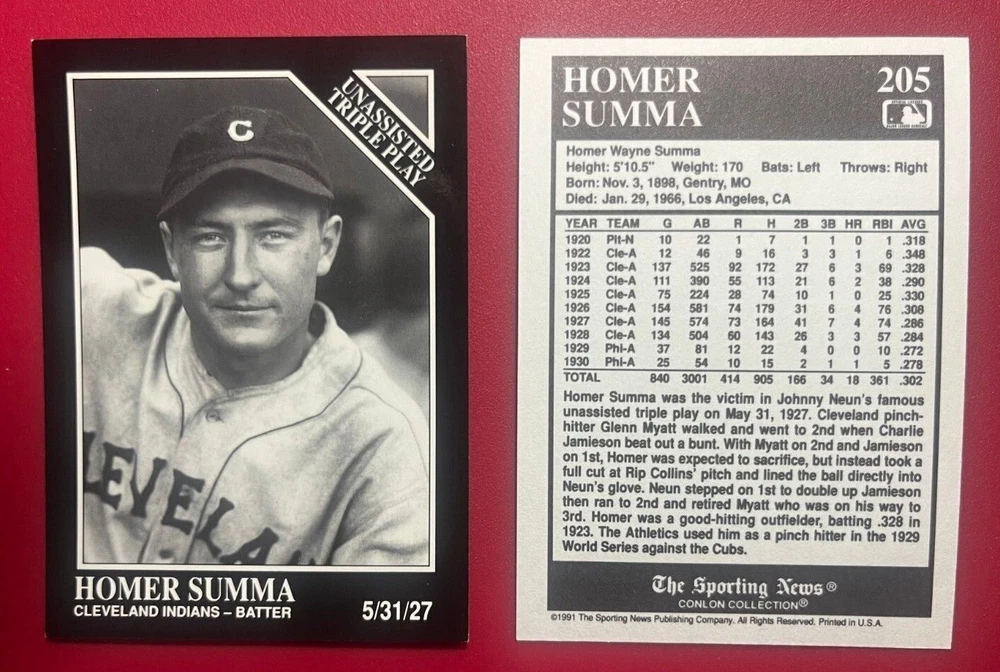 UNASSISTED
TRIPLE PLAY
C
CLEVELA
HOMER SUMMA
CLEVELAND INDIANS – BATTER 5/31/27
HOMER 205
SUMMA
Homer Wayne Summa
Height: 5'10.5" Weight: 170 Bats: Left Throws: Right
Born: Nov. 3, 1898, Gentry, MO
Died: Jan. 29, 1966, Los Angeles, CA
YEAR TEAM G AB R H 2B 3B HR RBI AVG
1920 Pit-N 10 22 1 7 1 1 0 1 .318
1922 Cle-A 12 46 9 16 3 3 1 6 .348
1923 Cle-A 137 525 92 172 27 6 3 69 .328
1924 Cle-A 111 390 55 113 21 6 2 38 .290
1925 Cle-A 75 224 28 74 10 1 0 25 .330
1926 Cle-A 154 581 74 179 31 6 4 76 .308
1927 Cle-A 145 574 73 164 41 7 4 74 .286
1928 Cle-A 134 504 60 143 26 3 3 57 .284
1929 Phi-A 37 81 12 22 4 0 0 10 .272
1930 Phi-A 25 54 10 15 2 1 1 5 .278
TOTAL 840 3001 414 905 166 34 18 361 .302
Homer Summa was the victim in Johnny Neun's famous
unassisted triple play on May 31, 1927. Cleveland pinch-
hitter Glenn Myatt walked and went to 2nd when Charlie
Jamieson beat out a bunt. With Myatt on 2nd and Jamieson
on 1st, Homer was expected to sacrifice, but instead took a
full cut at Rip Collins' pitch and lined the ball directly into
Neun's glove. Neun stepped on 1st to double up Jamieson
then ran to 2nd and retired Myatt who was on his way to
3rd. Homer was a good-hitting outfielder, batting .328 in
1923. The Athletics used him as a pinch hitter in the 1929
World Series against the Cubs.
The Sporting News®
CONLON COLLECTION®
©1991 The Sporting News Publishing Company. All Rights Reserved. Printed in U.S.A.